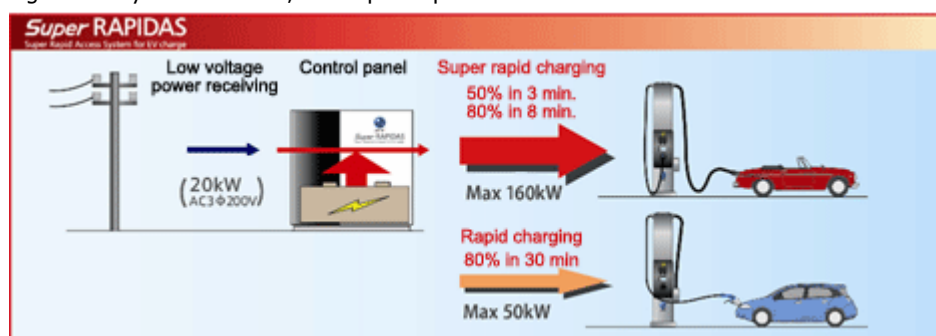 Super RAPIDAS
Super Rapid Access System for EV charge
Low voltage
power receiving
Control panel
Super rapid charging
50% in 3 min.
80% in 8 min.
Super RAPIDAS
(20kW
AC3Φ200V)
Max 160kW
Rapid charging
80% in 30 min
Max 50kW